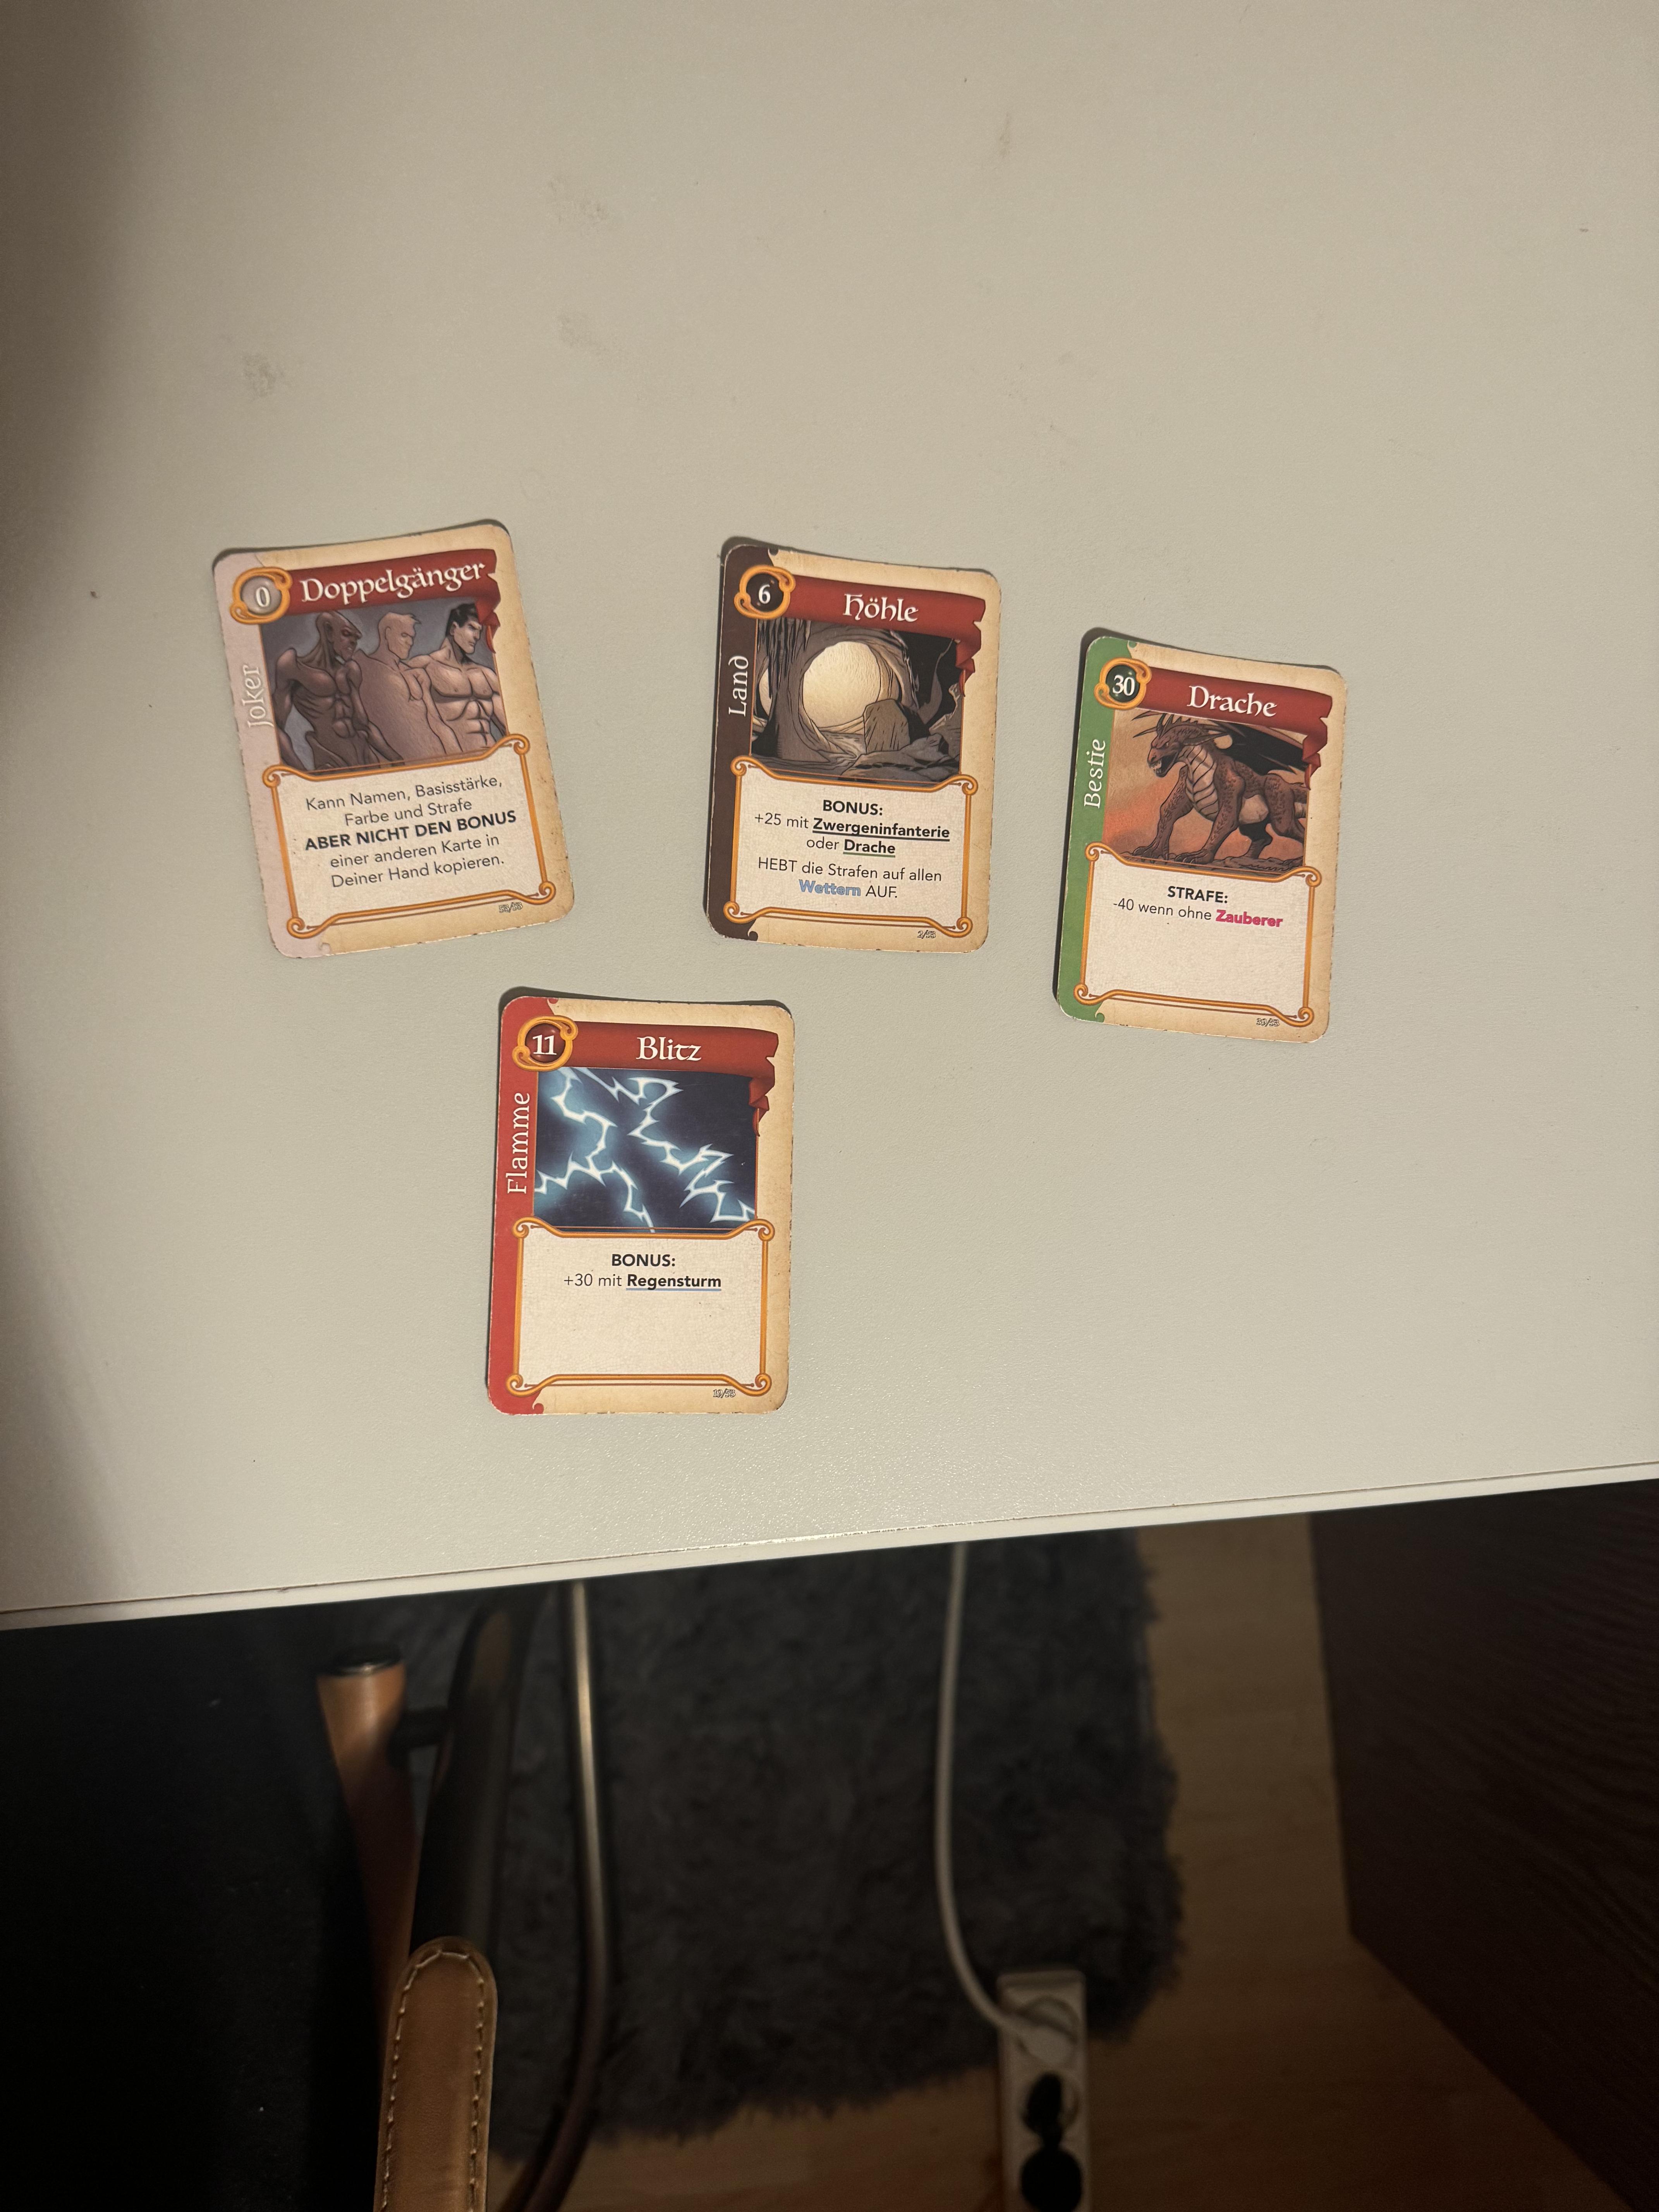 0
Doppelgänger
Joker
Kann Namen, Basisstärke,
Farbe und Strafe
ABER NICHT DEN BONUS
einer anderen Karte in
Deiner Hand kopieren.
6
Höhle
Land
BONUS:
+25 mit Zwergeninfanterie
oder Drache
HEBT die Strafen auf allen
Wettern AUF.
2/53
30
Drache
Bestie
STRAFE:
-40 wenn ohne Zauberer
11
Blitz
Flamme
BONUS:
+30 mit Regensturm